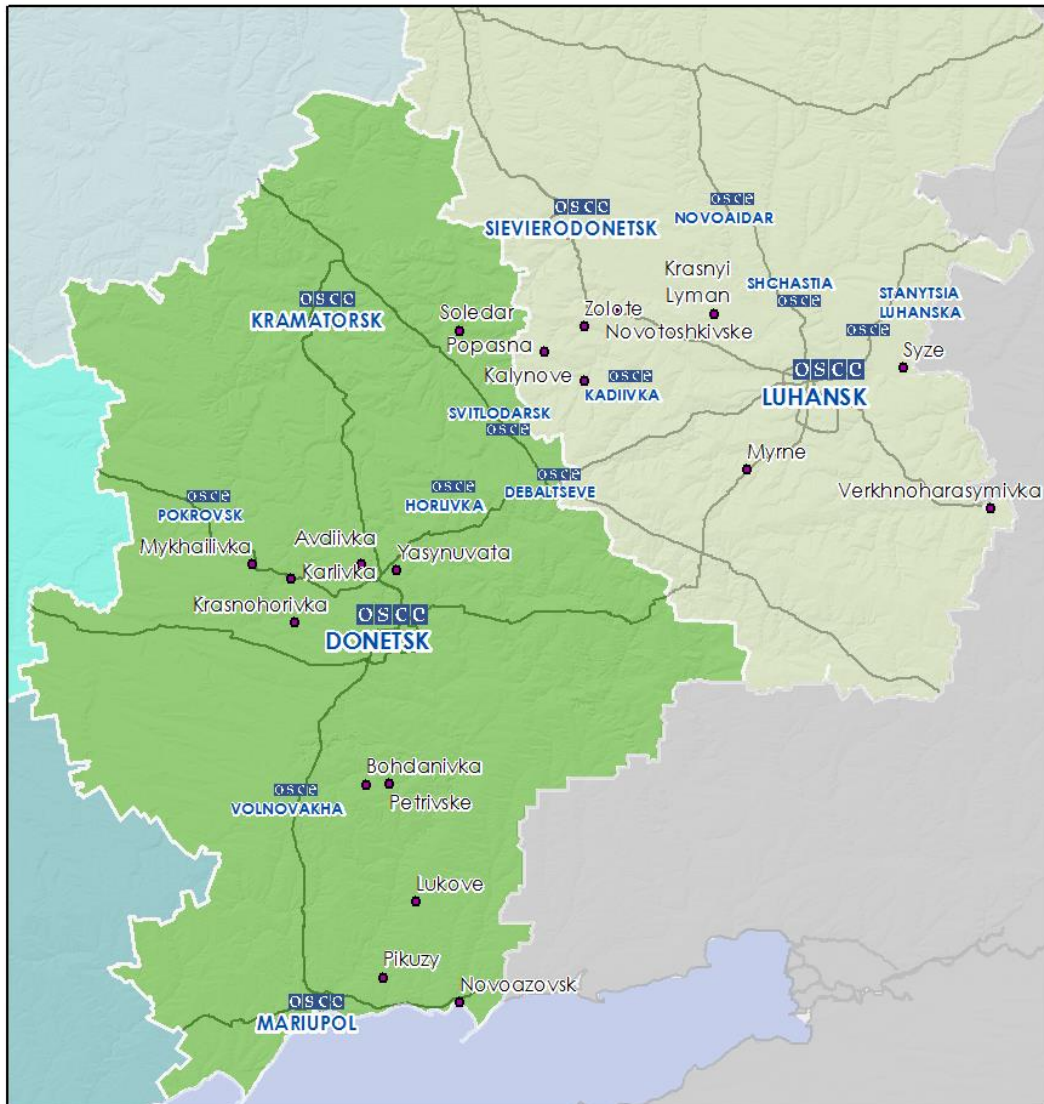 osce
SIEVIERODONETSK
osce
NOVOAIDAR
Krasnyi
Lyman
SHCHASTIA
osce
STANYTSIA
LUHANSKA
osce
osce
KRAMATORSK
Soledar
Zolote
Novotoshkivske
Popasna
Kalynove
osce
KADIIVKA
osce
LUHANSK
Syze
SVITLODARSK
osce
Myrne
osce
DEBALTSEVE
osce
HORLIVKA
osce
POKROVSK
Verkhnoharasymivka
Mykhailivka
Avdiivka
Yasynuvata
Karlivka
Krasnohorivka
osce
DONETSK
Bohdanivka
Petrivske
osce
VOLNOVAKHA
Lukove
Pikuzy
Novoazovsk
osce
MARIUPOL